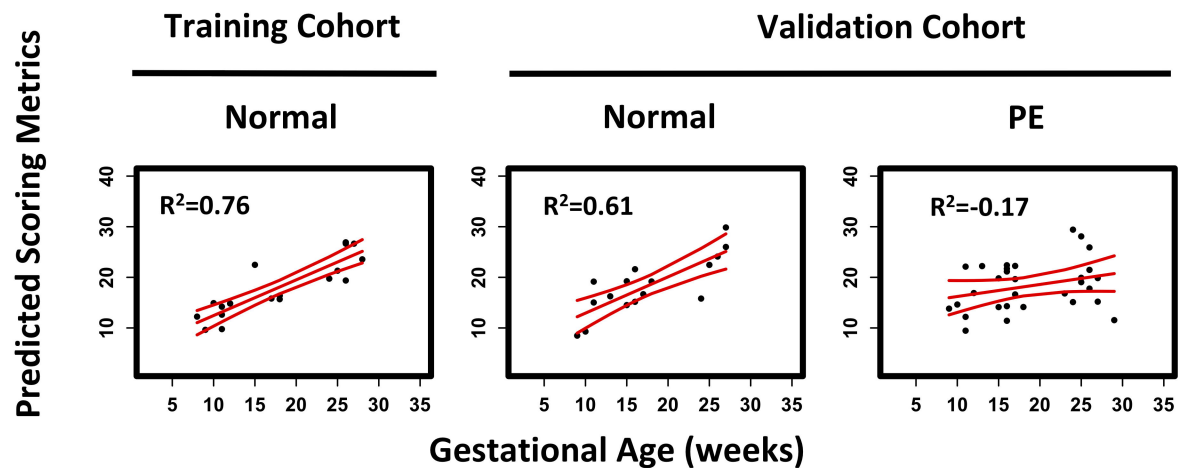 Training Cohort
Validation Cohort
Normal
Normal
PE
Predicted Scoring Metrics
40
30
20
10
R²=0.76
5 10 15 20 25 30 35
40
30
20
10
R²=0.61
5 10 15 20 25 30 35
40
30
20
10
R²=-0.17
5 10 15 20 25 30 35
Gestational Age (weeks)